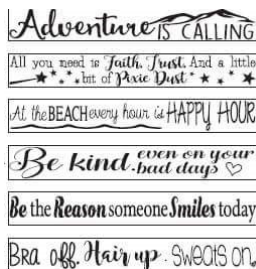 Adventure IS CALLING
All you need is Faith, Trust, And a little
bit of Pixie Dust
At the BEACH every hour is HAPPY HOUR
Be kind. even on your
bad days
Be the Reason someone Smiles today
Bra off. Hair up. Sweats on.